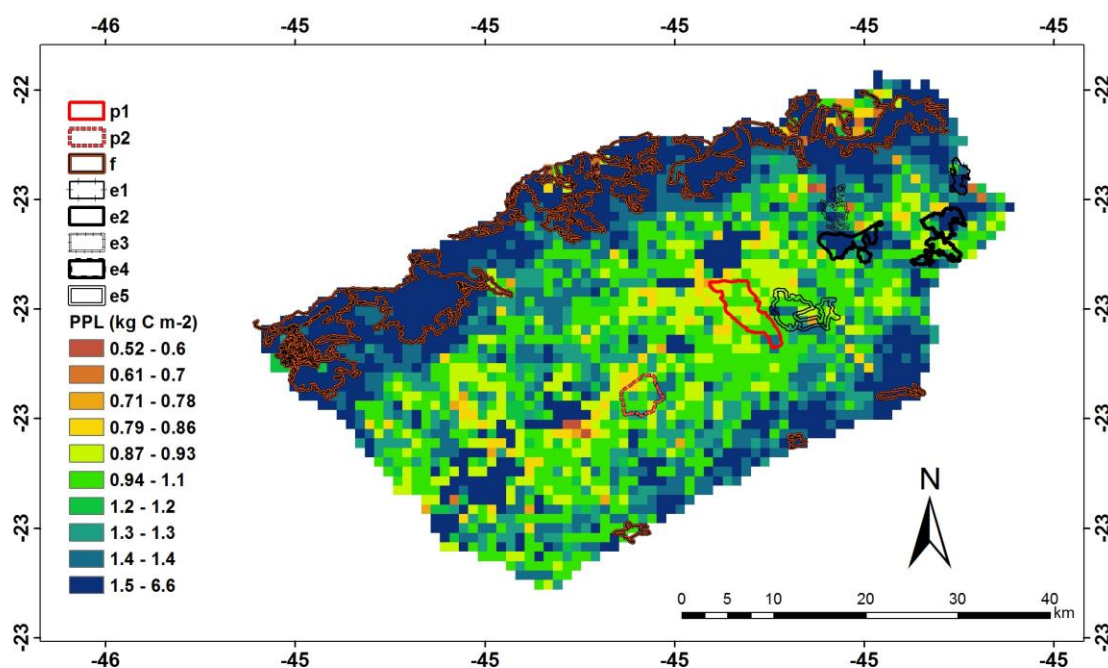 -46 -45 -45 -45 -45 -45
-22
-23
-23
-23
-23
-23
-22
-23
-23
-23
-23
-23
p1
p2
f
e1
e2
e3
e4
e5
PPL (kg C m-2)
0.52 - 0.6
0.61 - 0.7
0.71 - 0.78
0.79 - 0.86
0.87 - 0.93
0.94 - 1.1
1.2 - 1.2
1.3 - 1.3
1.4 - 1.4
1.5 - 6.6
N
0 5 10 20 30 40
km
-46 -45 -45 -45 -45 -45